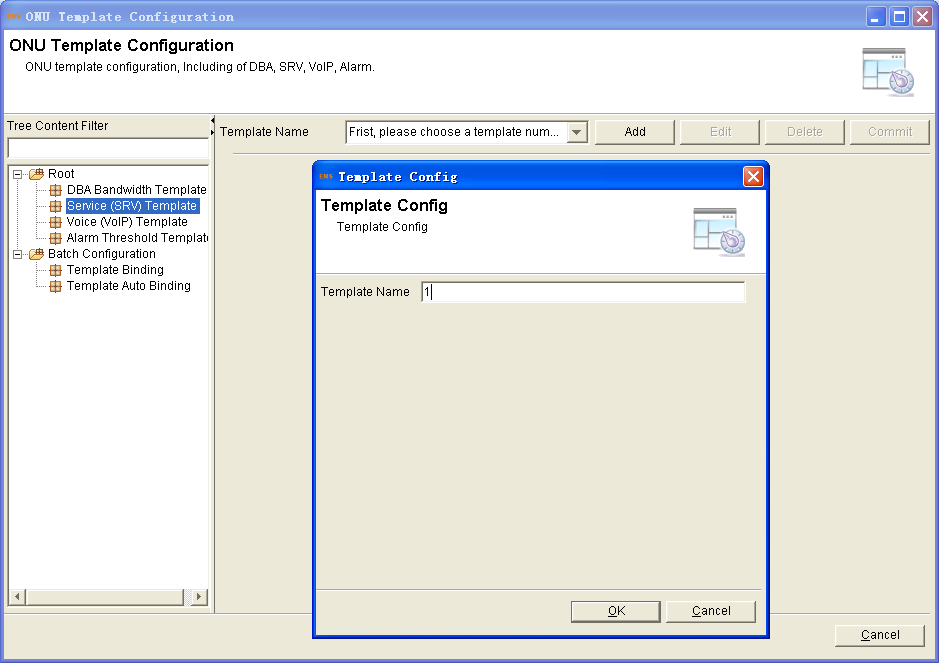 EMS ONU Template Configuration
ONU Template Configuration
ONU template configuration, Including of DBA, SRV, VoIP, Alarm.
Tree Content Filter
Root
DBA Bandwidth Template
Service (SRV) Template
Voice (VoIP) Template
Alarm Threshold Templat
Batch Configuration
Template Binding
Template Auto Binding
Template Name Frist, please choose a template num... Add Edit Delete Commit
EMS Template Config
Template Config
Template Config
Template Name 1
OK Cancel
Cancel